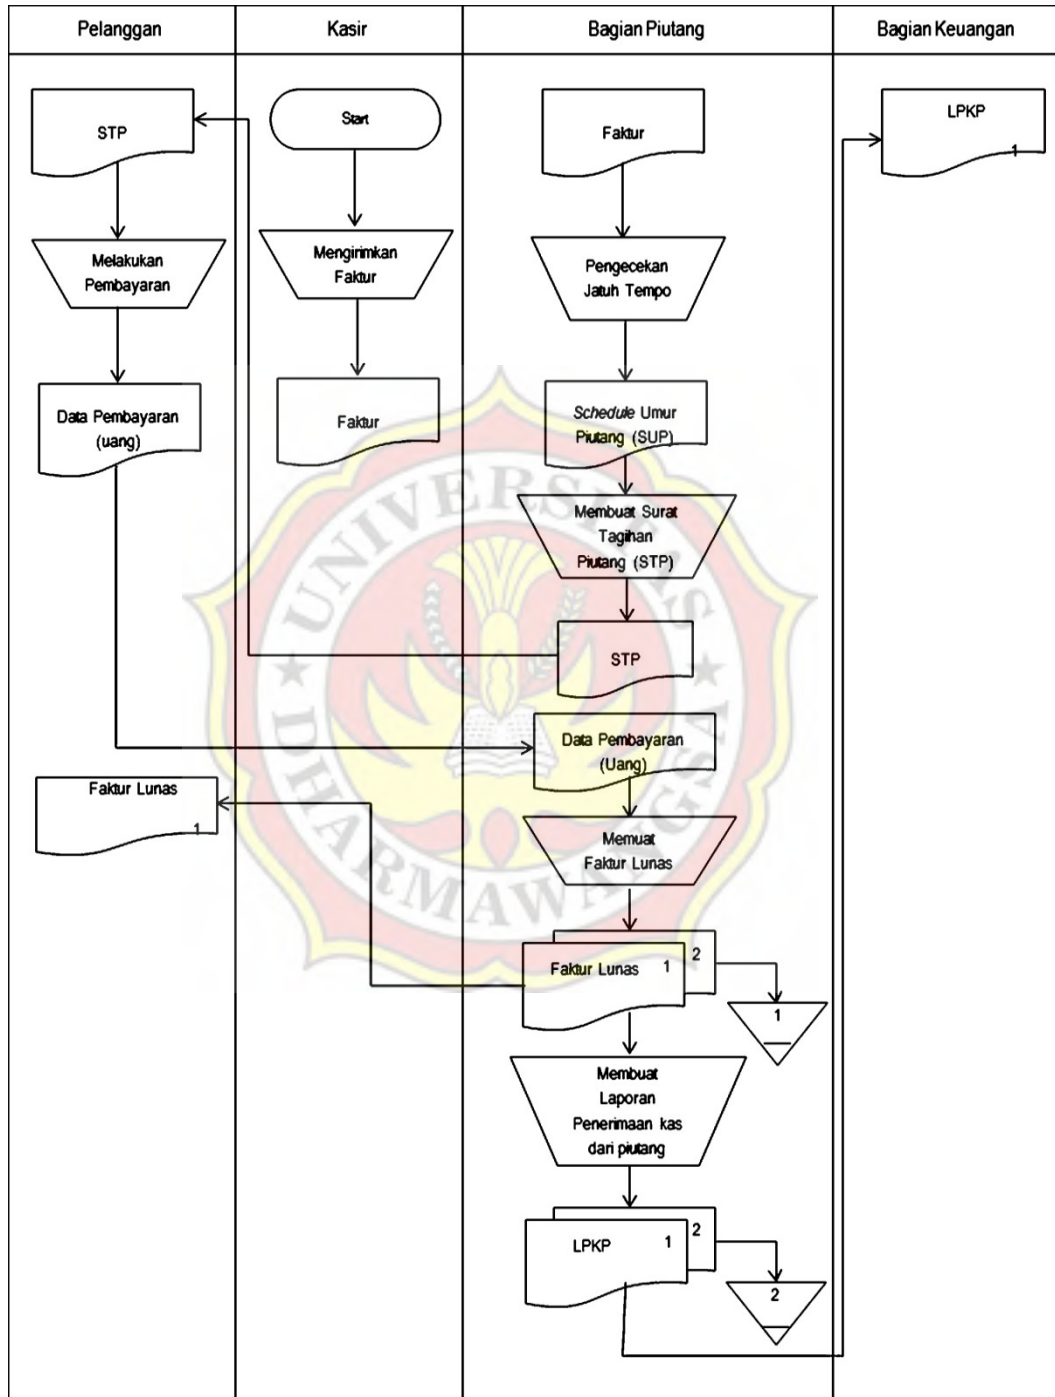 Pelanggan
Kasir
Bagian Piutang
Bagian Keuangan
STP
Melakukan
Pembayaran
Data Pembayaran
(uang)
Faktur Lunas
1
Start
Mengirimkan
Faktur
Faktur
Faktur
Pengecekan
Jatuh Tempo
Schedule Umur
Piutang (SUP)
Membuat Surat
Tagihan
Piutang (STP)
STP
Data Pembayaran
(Uang)
Memuat
Faktur Lunas
Faktur Lunas 1
2
1
Membuat
Laporan
Penerimaan kas
dari piutang
LPKP 1
2
2
LPKP
1
UNIVERSITAS
DHARMAWANGSA